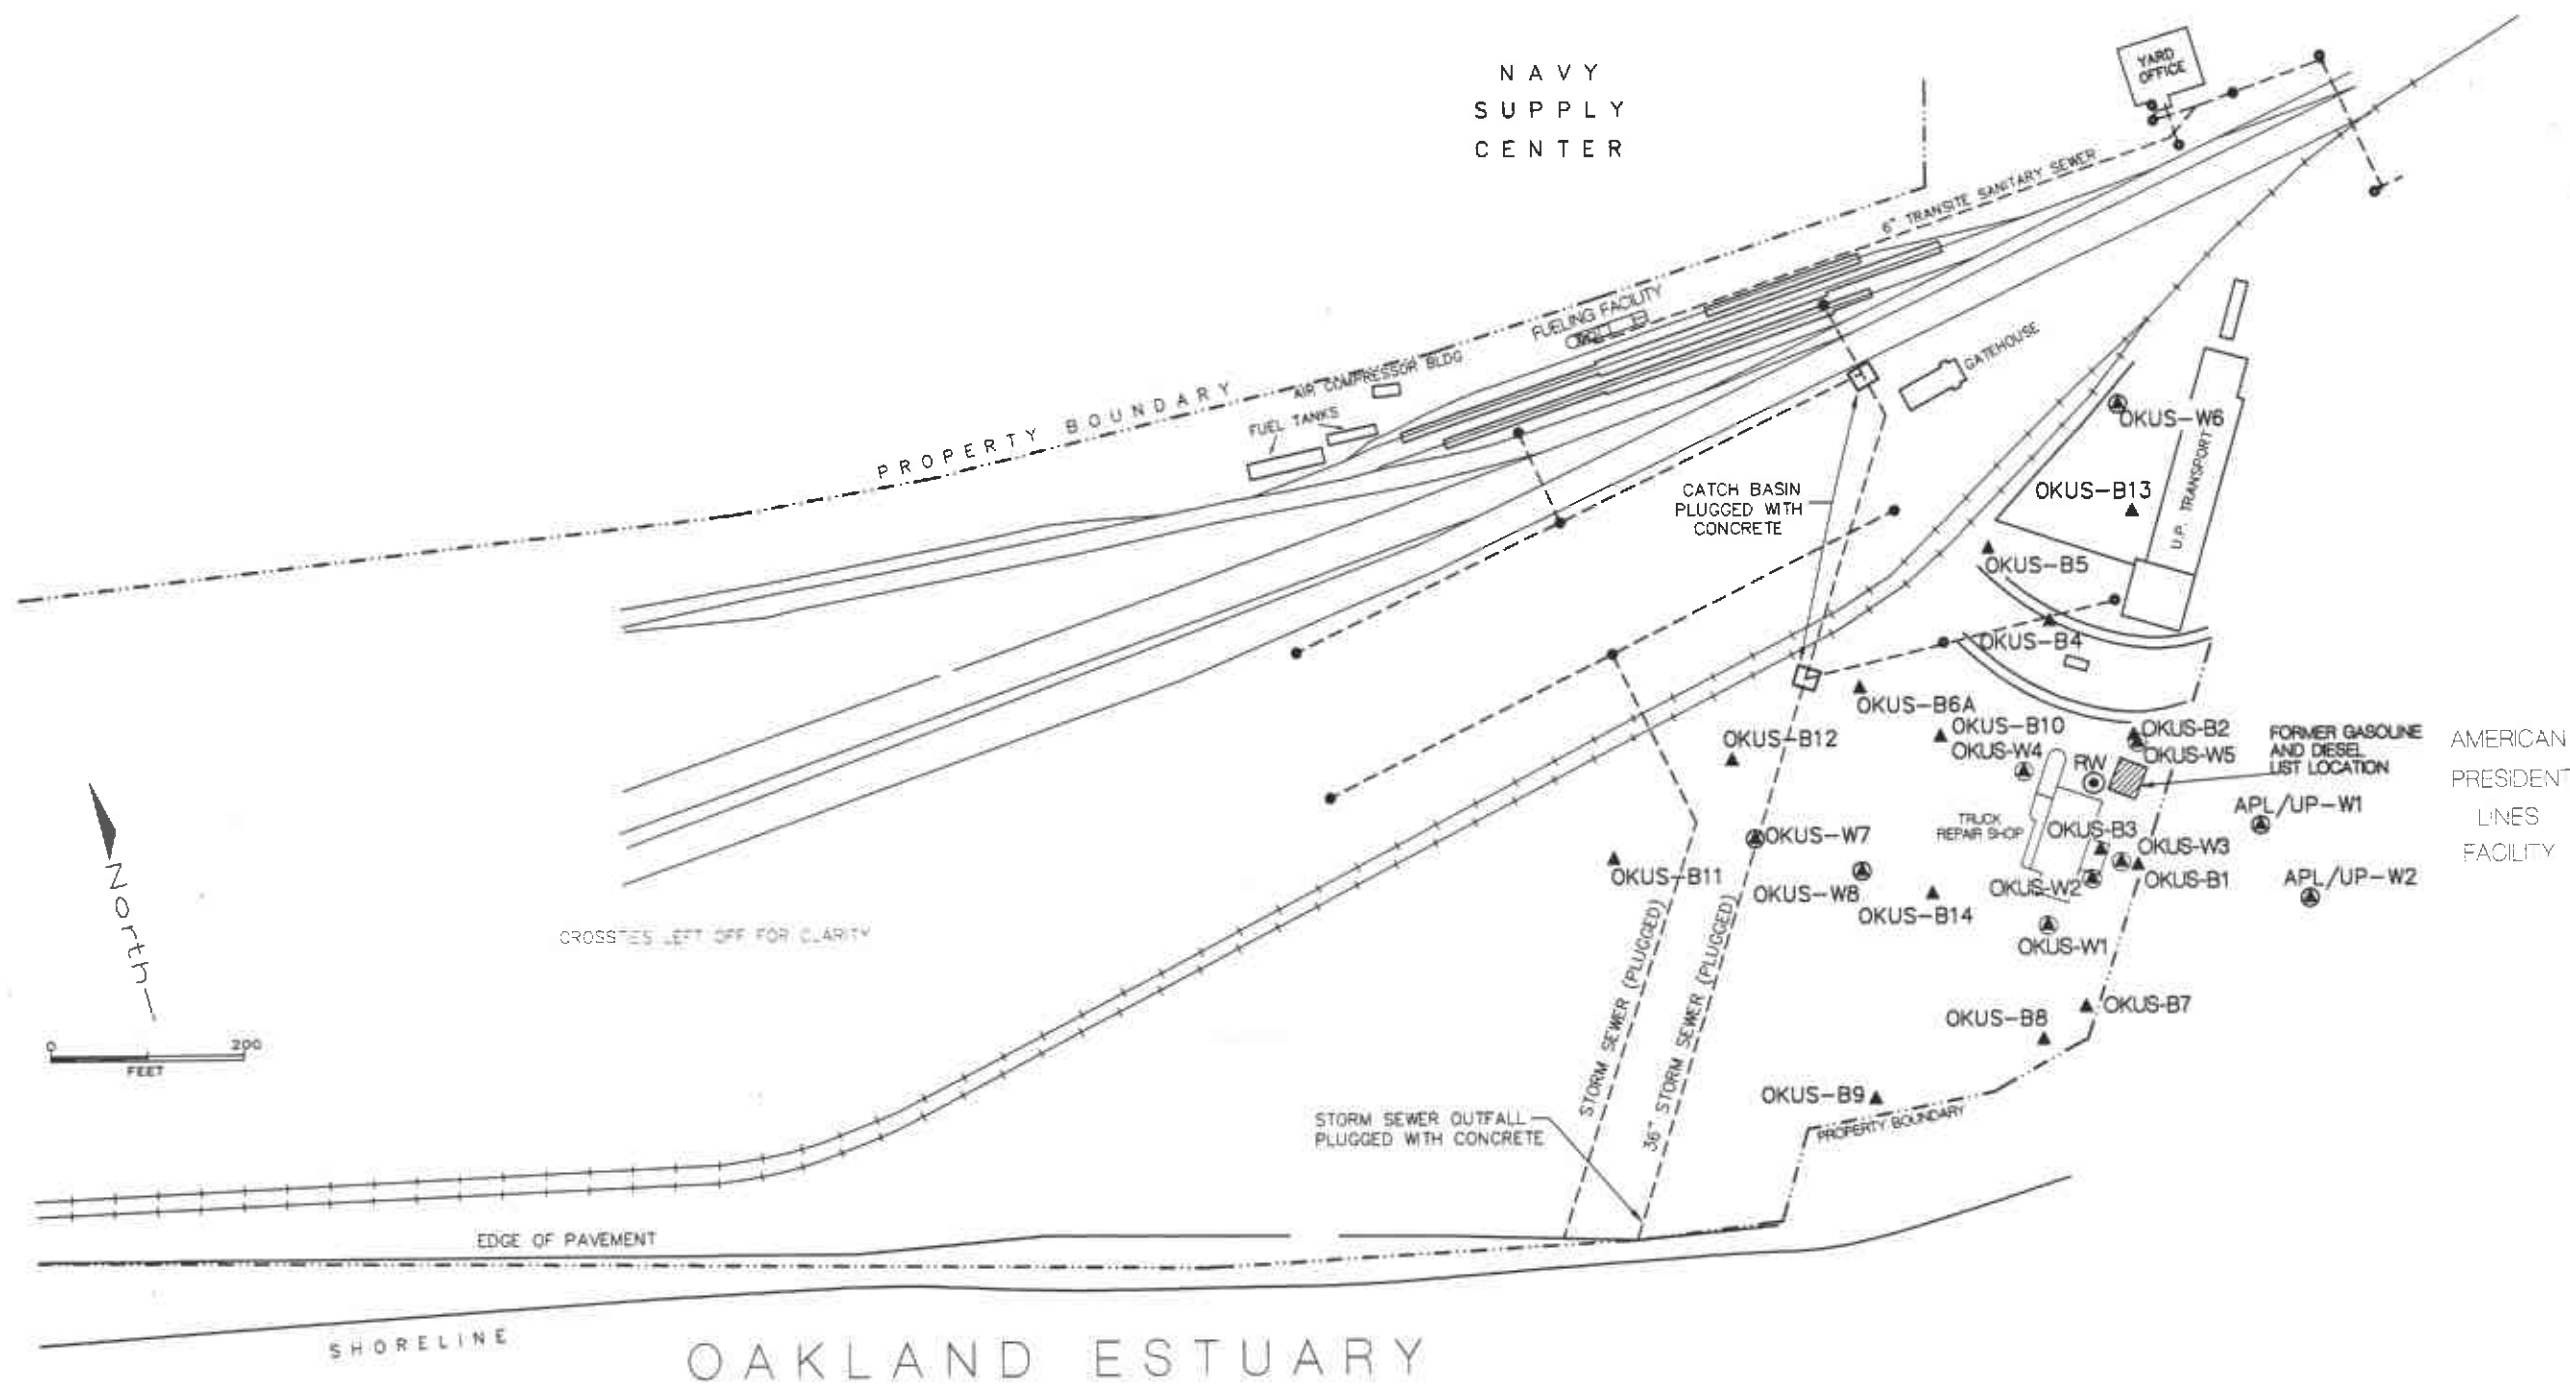 NAVY
SUPPLY
CENTER
YARD
OFFICE
6" TRANSITE SANITARY SEWER
FUELING FACILITY
AIR COMPRESSOR BLDG
FUEL TANKS
PROPERTY BOUNDARY
GATEHOUSE
OKUS-W6
U.P. TRANSPORT
OKUS-B13
CATCH BASIN
PLUGGED WITH
CONCRETE
OKUS-B5
OKUS-B4
OKUS-B6A
OKUS-B10
OKUS-B12
OKUS-W4
OKUS-B2
OKUS-W5
RW
FORMER GASOLINE
AND DIESEL
UST LOCATION
AMERICAN
PRESIDENT
LINES
FACILITY
APL/UP-W1
TRUCK
REPAIR SHOP
OKUS-B3
OKUS-W7
OKUS-W3
OKUS-B11
OKUS-W8
OKUS-W2
OKUS-B1
APL/UP-W2
OKUS-B14
OKUS-W1
CROSSTIES LEFT OFF FOR CLARITY
North
0 200
FEET
STORM SEWER (PLUGGED)
36" STORM SEWER (PLUGGED)
OKUS-B7
OKUS-B8
OKUS-B9
PROPERTY BOUNDARY
STORM SEWER OUTFALL
PLUGGED WITH CONCRETE
EDGE OF PAVEMENT
SHORELINE
OAKLAND ESTUARY